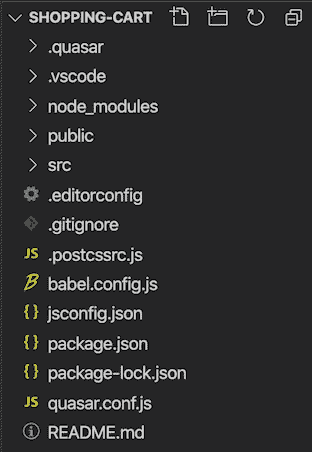 SHOPPING-CART
.quasar
.vscode
node_modules
public
src
.editorconfig
.gitignore
JS .postcssrc.js
babel.config.js
{} jsconfig.json
{} package.json
{} package-lock.json
JS quasar.conf.js
README.md